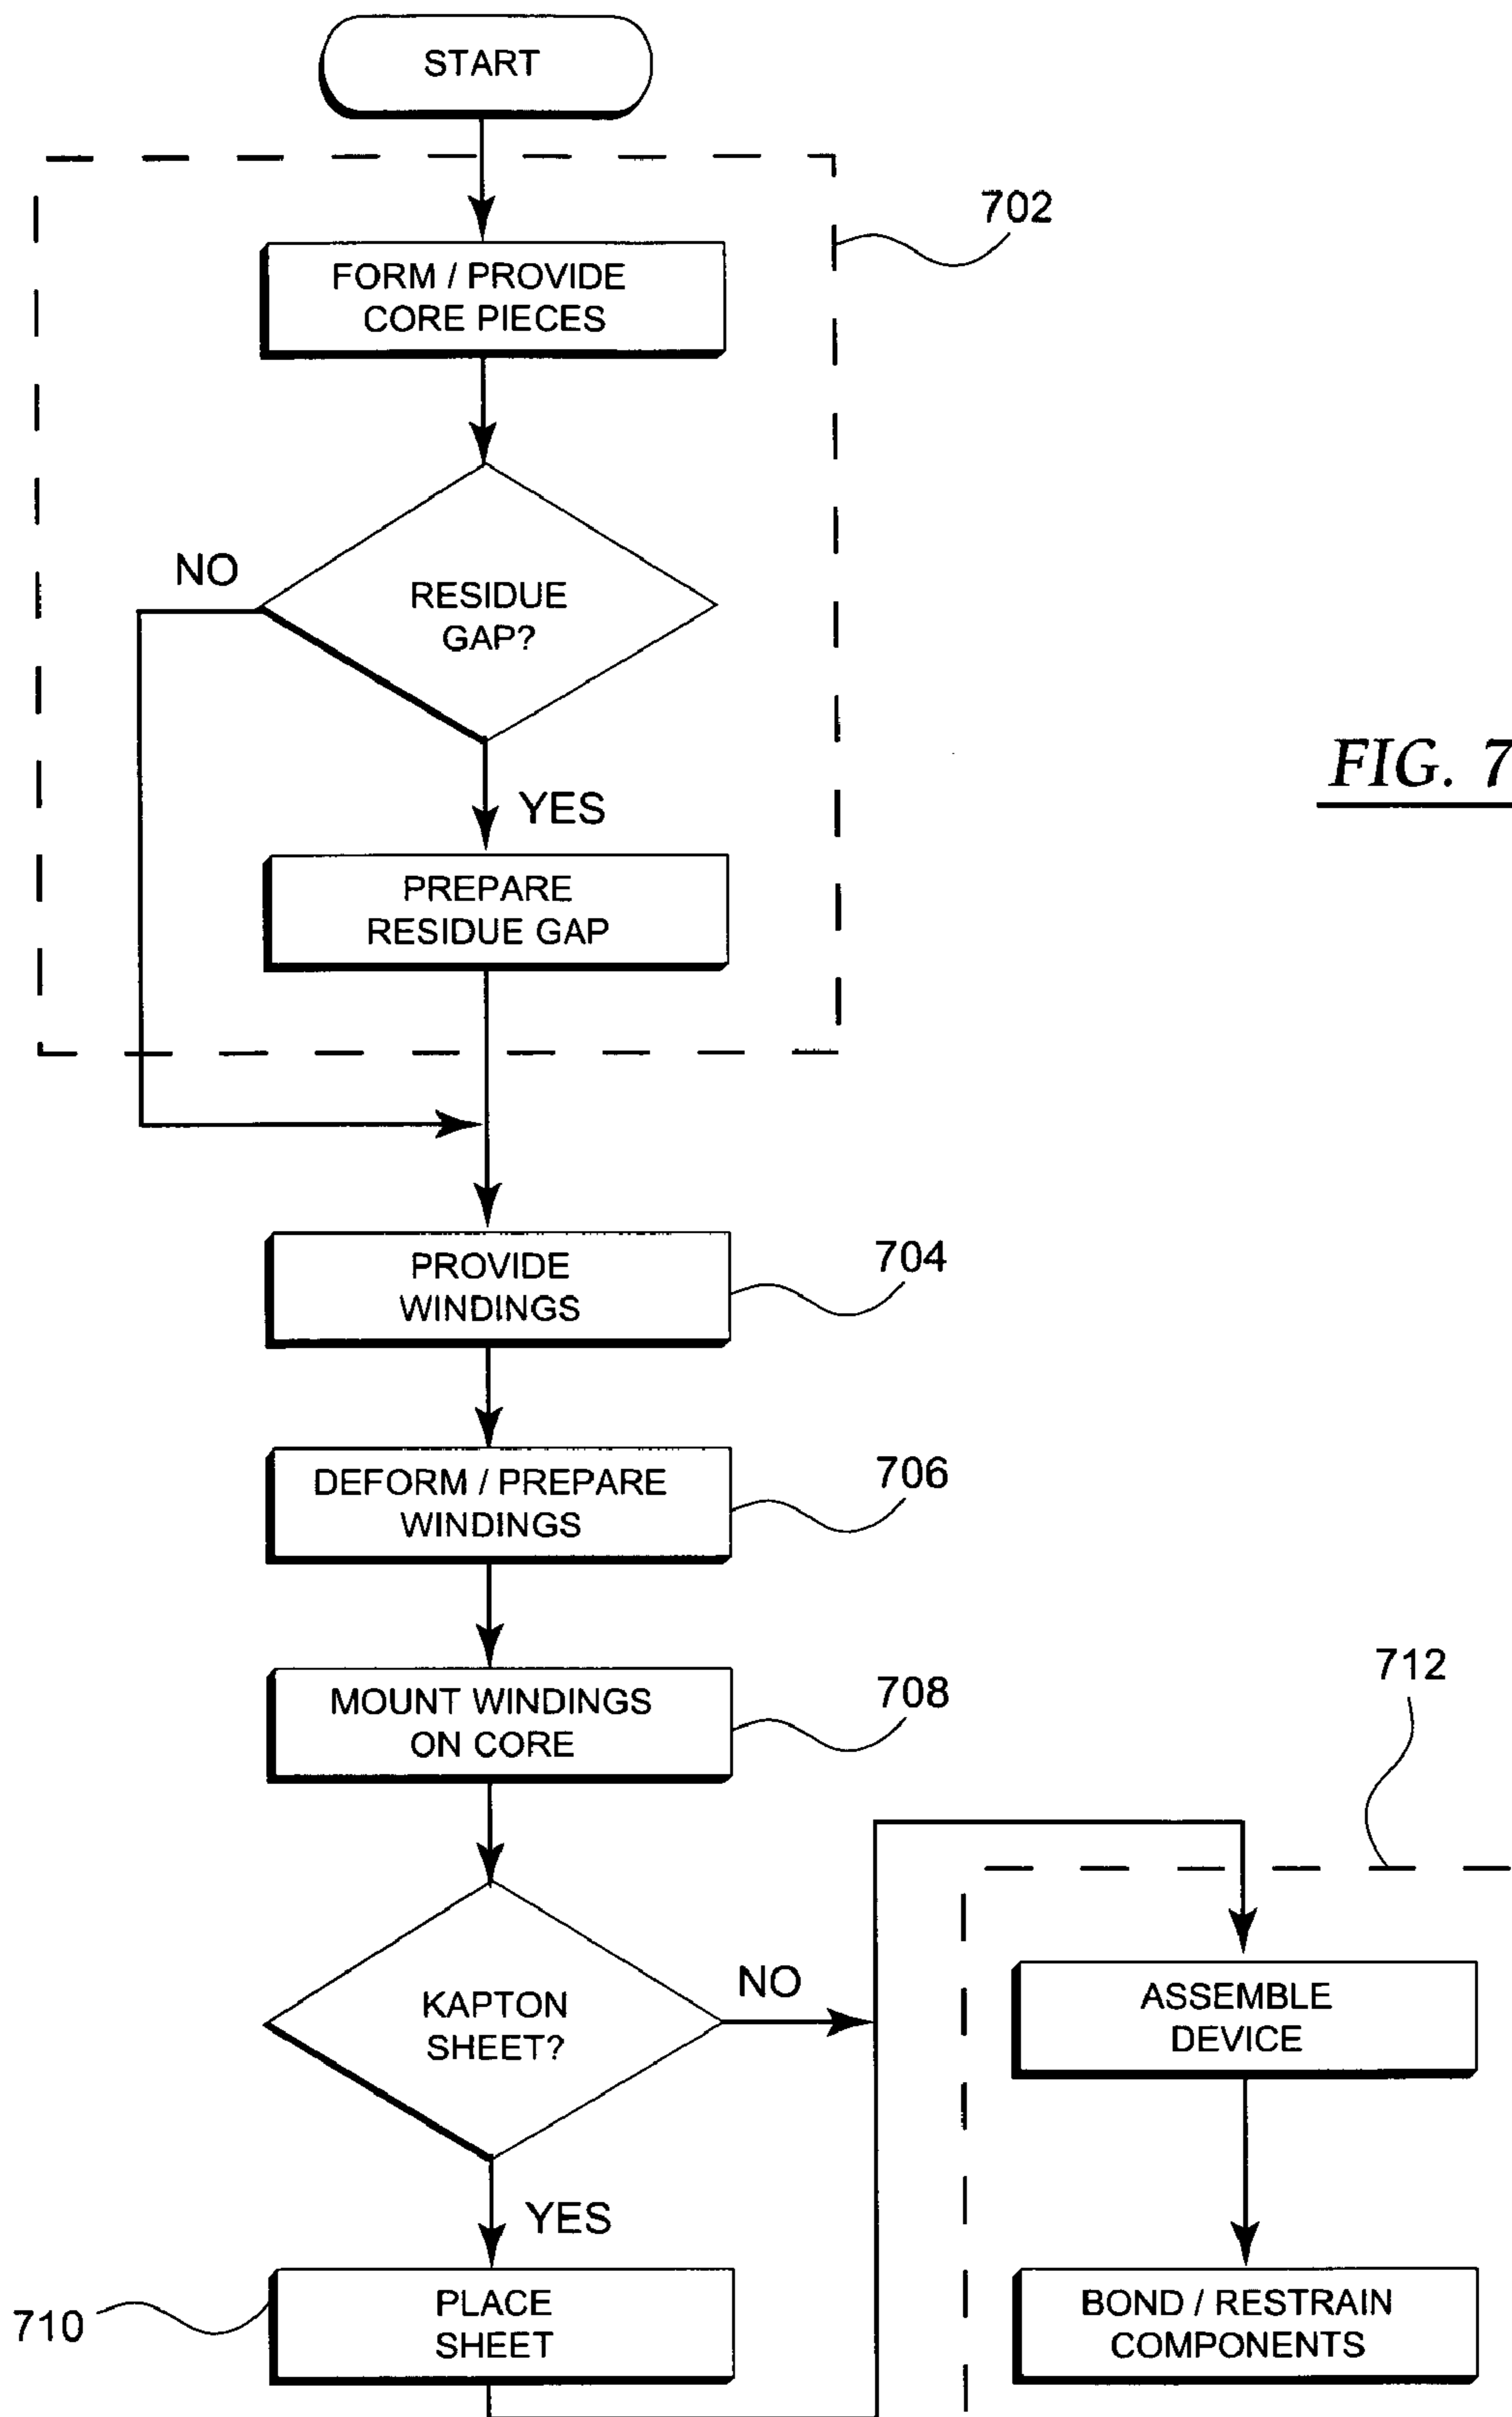 START
702
FORM / PROVIDE
CORE PIECES
NO
RESIDUE
GAP?
FIG. 7
YES
PREPARE
RESIDUE GAP
PROVIDE
WINDINGS
704
DEFORM / PREPARE
WINDINGS
706
MOUNT WINDINGS
ON CORE
708
712
KAPTON
SHEET?
NO
ASSEMBLE
DEVICE
YES
710
PLACE
SHEET
BOND / RESTRAIN
COMPONENTS